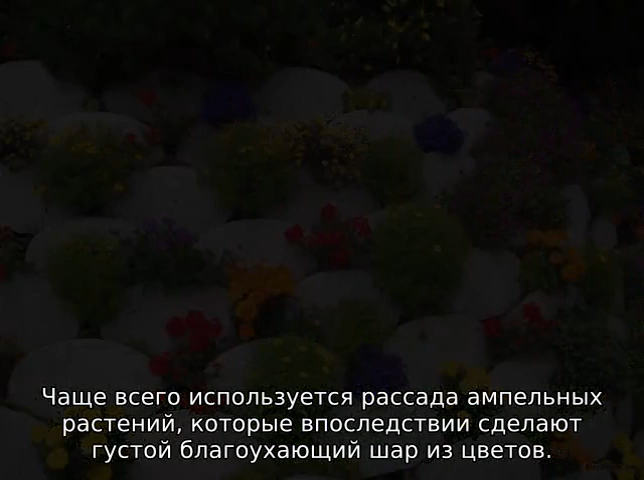 Чаще всего используется рассада ампельных
растений, которые впоследствии сделают
густой благоухающий шар из цветов.